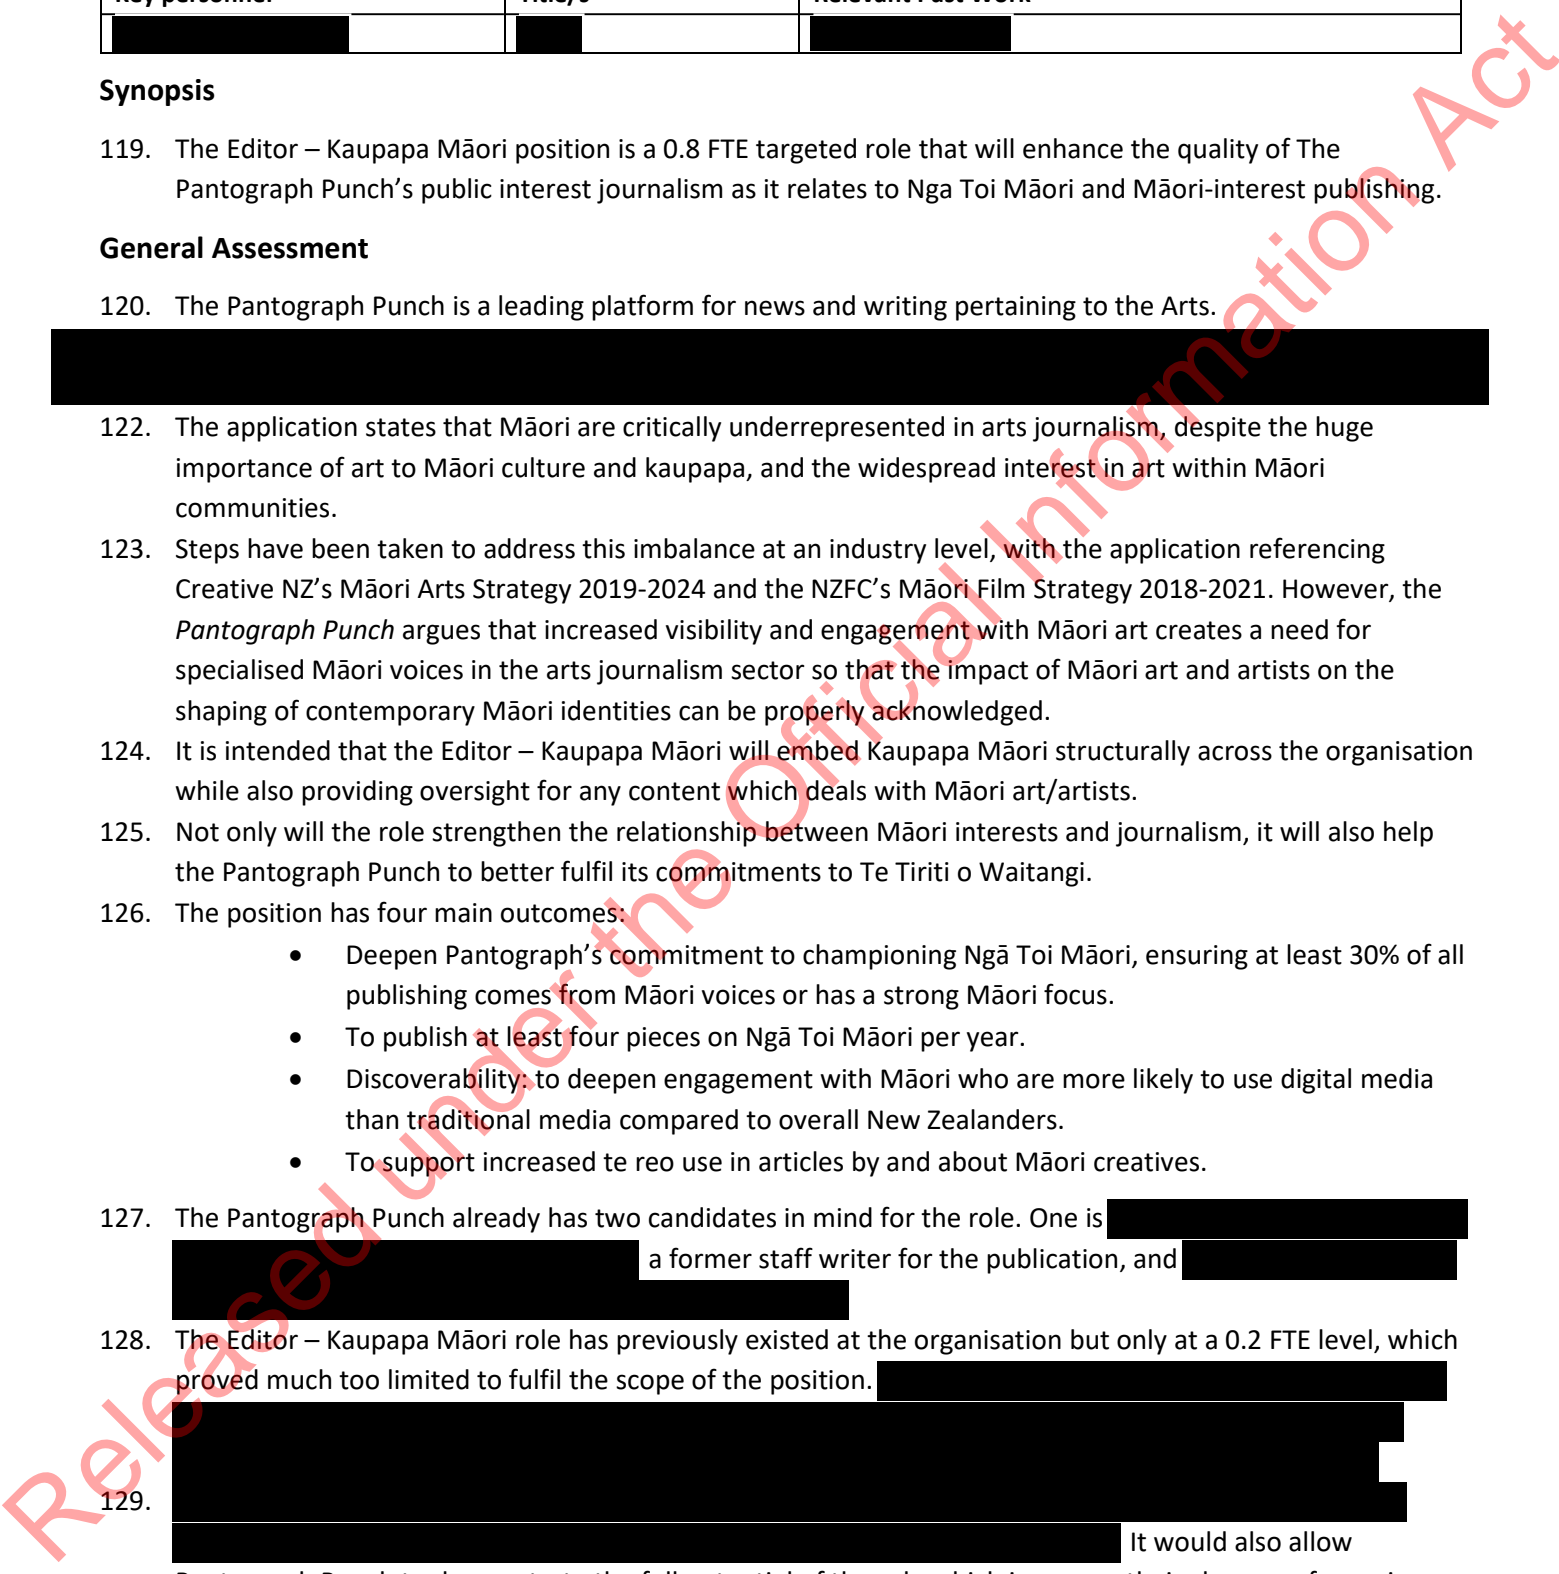 Key personnel Title/s Relevant Past Work
Synopsis
119. The Editor – Kaupapa Māori position is a 0.8 FTE targeted role that will enhance the quality of The
Pantograph Punch’s public interest journalism as it relates to Nga Toi Māori and Māori-interest publishing.
General Assessment
120. The Pantograph Punch is a leading platform for news and writing pertaining to the Arts.
122. The application states that Māori are critically underrepresented in arts journalism, despite the huge
importance of art to Māori culture and kaupapa, and the widespread interest in art within Māori
communities.
123. Steps have been taken to address this imbalance at an industry level, with the application referencing
Creative NZ’s Māori Arts Strategy 2019-2024 and the NZFC’s Māori Film Strategy 2018-2021. However, the
Pantograph Punch argues that increased visibility and engagement with Māori art creates a need for
specialised Māori voices in the arts journalism sector so that the impact of Māori art and artists on the
shaping of contemporary Māori identities can be properly acknowledged.
124. It is intended that the Editor – Kaupapa Māori will embed Kaupapa Māori structurally across the organisation
while also providing oversight for any content which deals with Māori art/artists.
125. Not only will the role strengthen the relationship between Māori interests and journalism, it will also help
the Pantograph Punch to better fulfil its commitments to Te Tiriti o Waitangi.
126. The position has four main outcomes:
• Deepen Pantograph’s commitment to championing Ngā Toi Māori, ensuring at least 30% of all
publishing comes from Māori voices or has a strong Māori focus.
• To publish at least four pieces on Ngā Toi Māori per year.
• Discoverability: to deepen engagement with Māori who are more likely to use digital media
than traditional media compared to overall New Zealanders.
• To support increased te reo use in articles by and about Māori creatives.
127. The Pantograph Punch already has two candidates in mind for the role. One is
a former staff writer for the publication, and
128. The Editor – Kaupapa Māori role has previously existed at the organisation but only at a 0.2 FTE level, which
proved much too limited to fulfil the scope of the position.
129.
It would also allow
Released under the Official Information Act